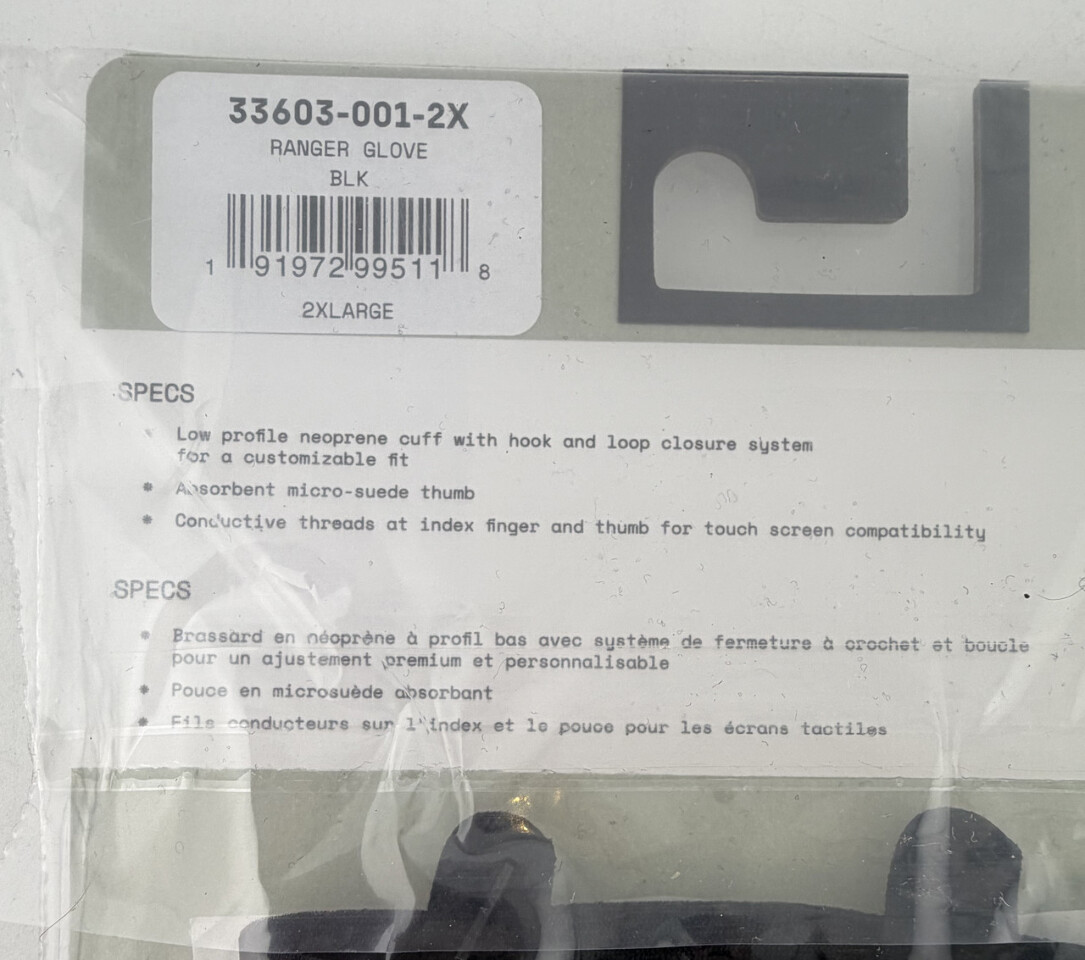 33603-001-2X
RANGER GLOVE
BLK
1 91972 99511 8
2XLARGE
SPECS
Low profile neoprene cuff with hook and loop closure system
for a customizable fit
* Absorbent micro-suede thumb
* Conductive threads at index finger and thumb for touch screen compatibility
SPECS
* Brassard en néoprène à profil bas avec système de fermeture à crochet et boucle
pour un ajustement premium et personnalisable
* Pouce en microsuède absorbant
* Fils conducteurs sur l'index et le pouce pour les écrans tactiles